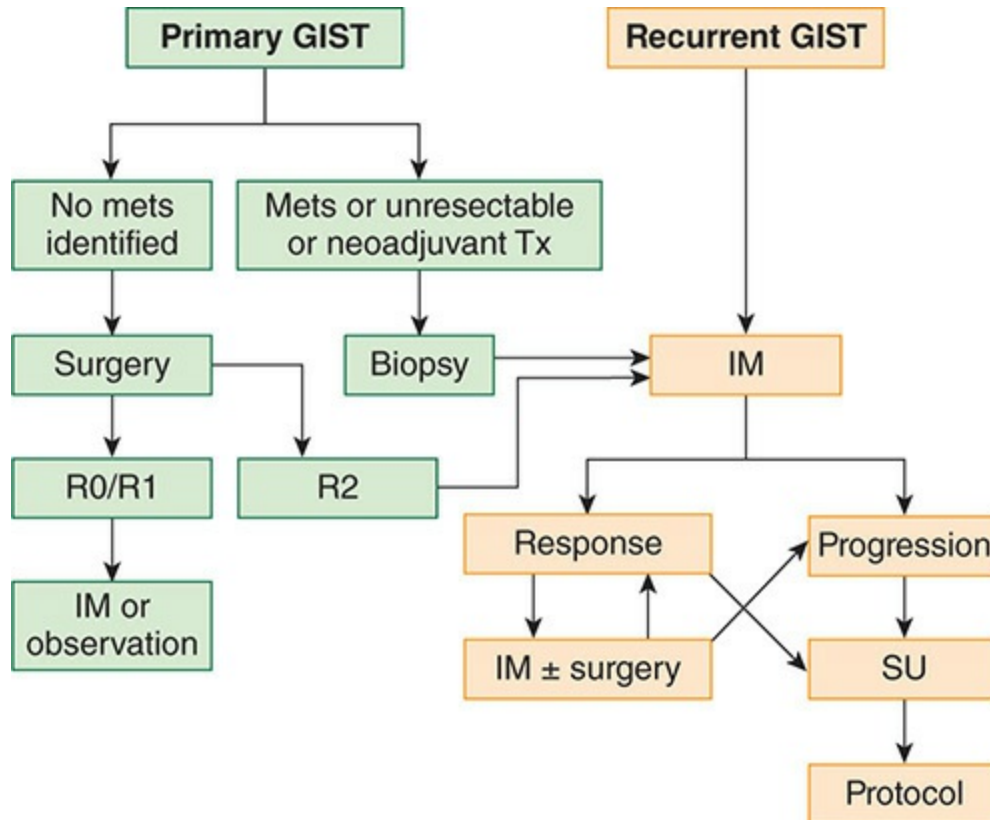 Primary GIST
Recurrent GIST
No mets
identified
Mets or unresectable
or neoadjuvant Tx
Surgery
Biopsy
IM
R0/R1
R2
Response
Progression
IM or
observation
IM ± surgery
SU
Protocol